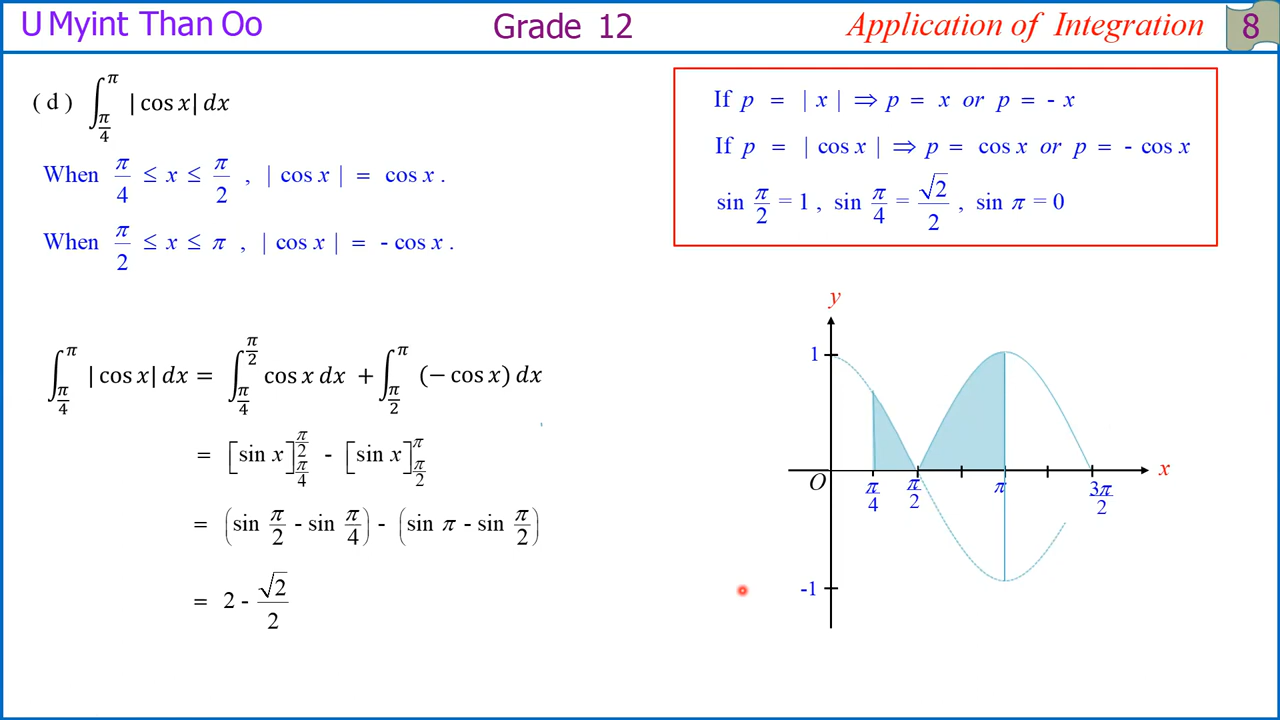 U Myint Than Oo
Grade 12
Application of Integration
8
( d ) ∫_{π/4}^{π} | cos x| dx
When π/4 ≤ x ≤ π/2 , | cos x | = cos x .
When π/2 ≤ x ≤ π , | cos x | = - cos x .
If p = | x | ⇒ p = x or p = - x
If p = | cos x | ⇒ p = cos x or p = - cos x
sin π/2 = 1 , sin π/4 = √2/2 , sin π = 0
∫_{π/4}^{π} | cos x| dx = ∫_{π/4}^{π/2} cos x dx + ∫_{π/2}^{π} (− cos x) dx
= [sin x]_{π/4}^{π/2} - [sin x]_{π/2}^{π}
= (sin π/2 - sin π/4) - (sin π - sin π/2)
= 2 - √2/2
y
1
O π/4 π/2 π 3π/2 x
-1